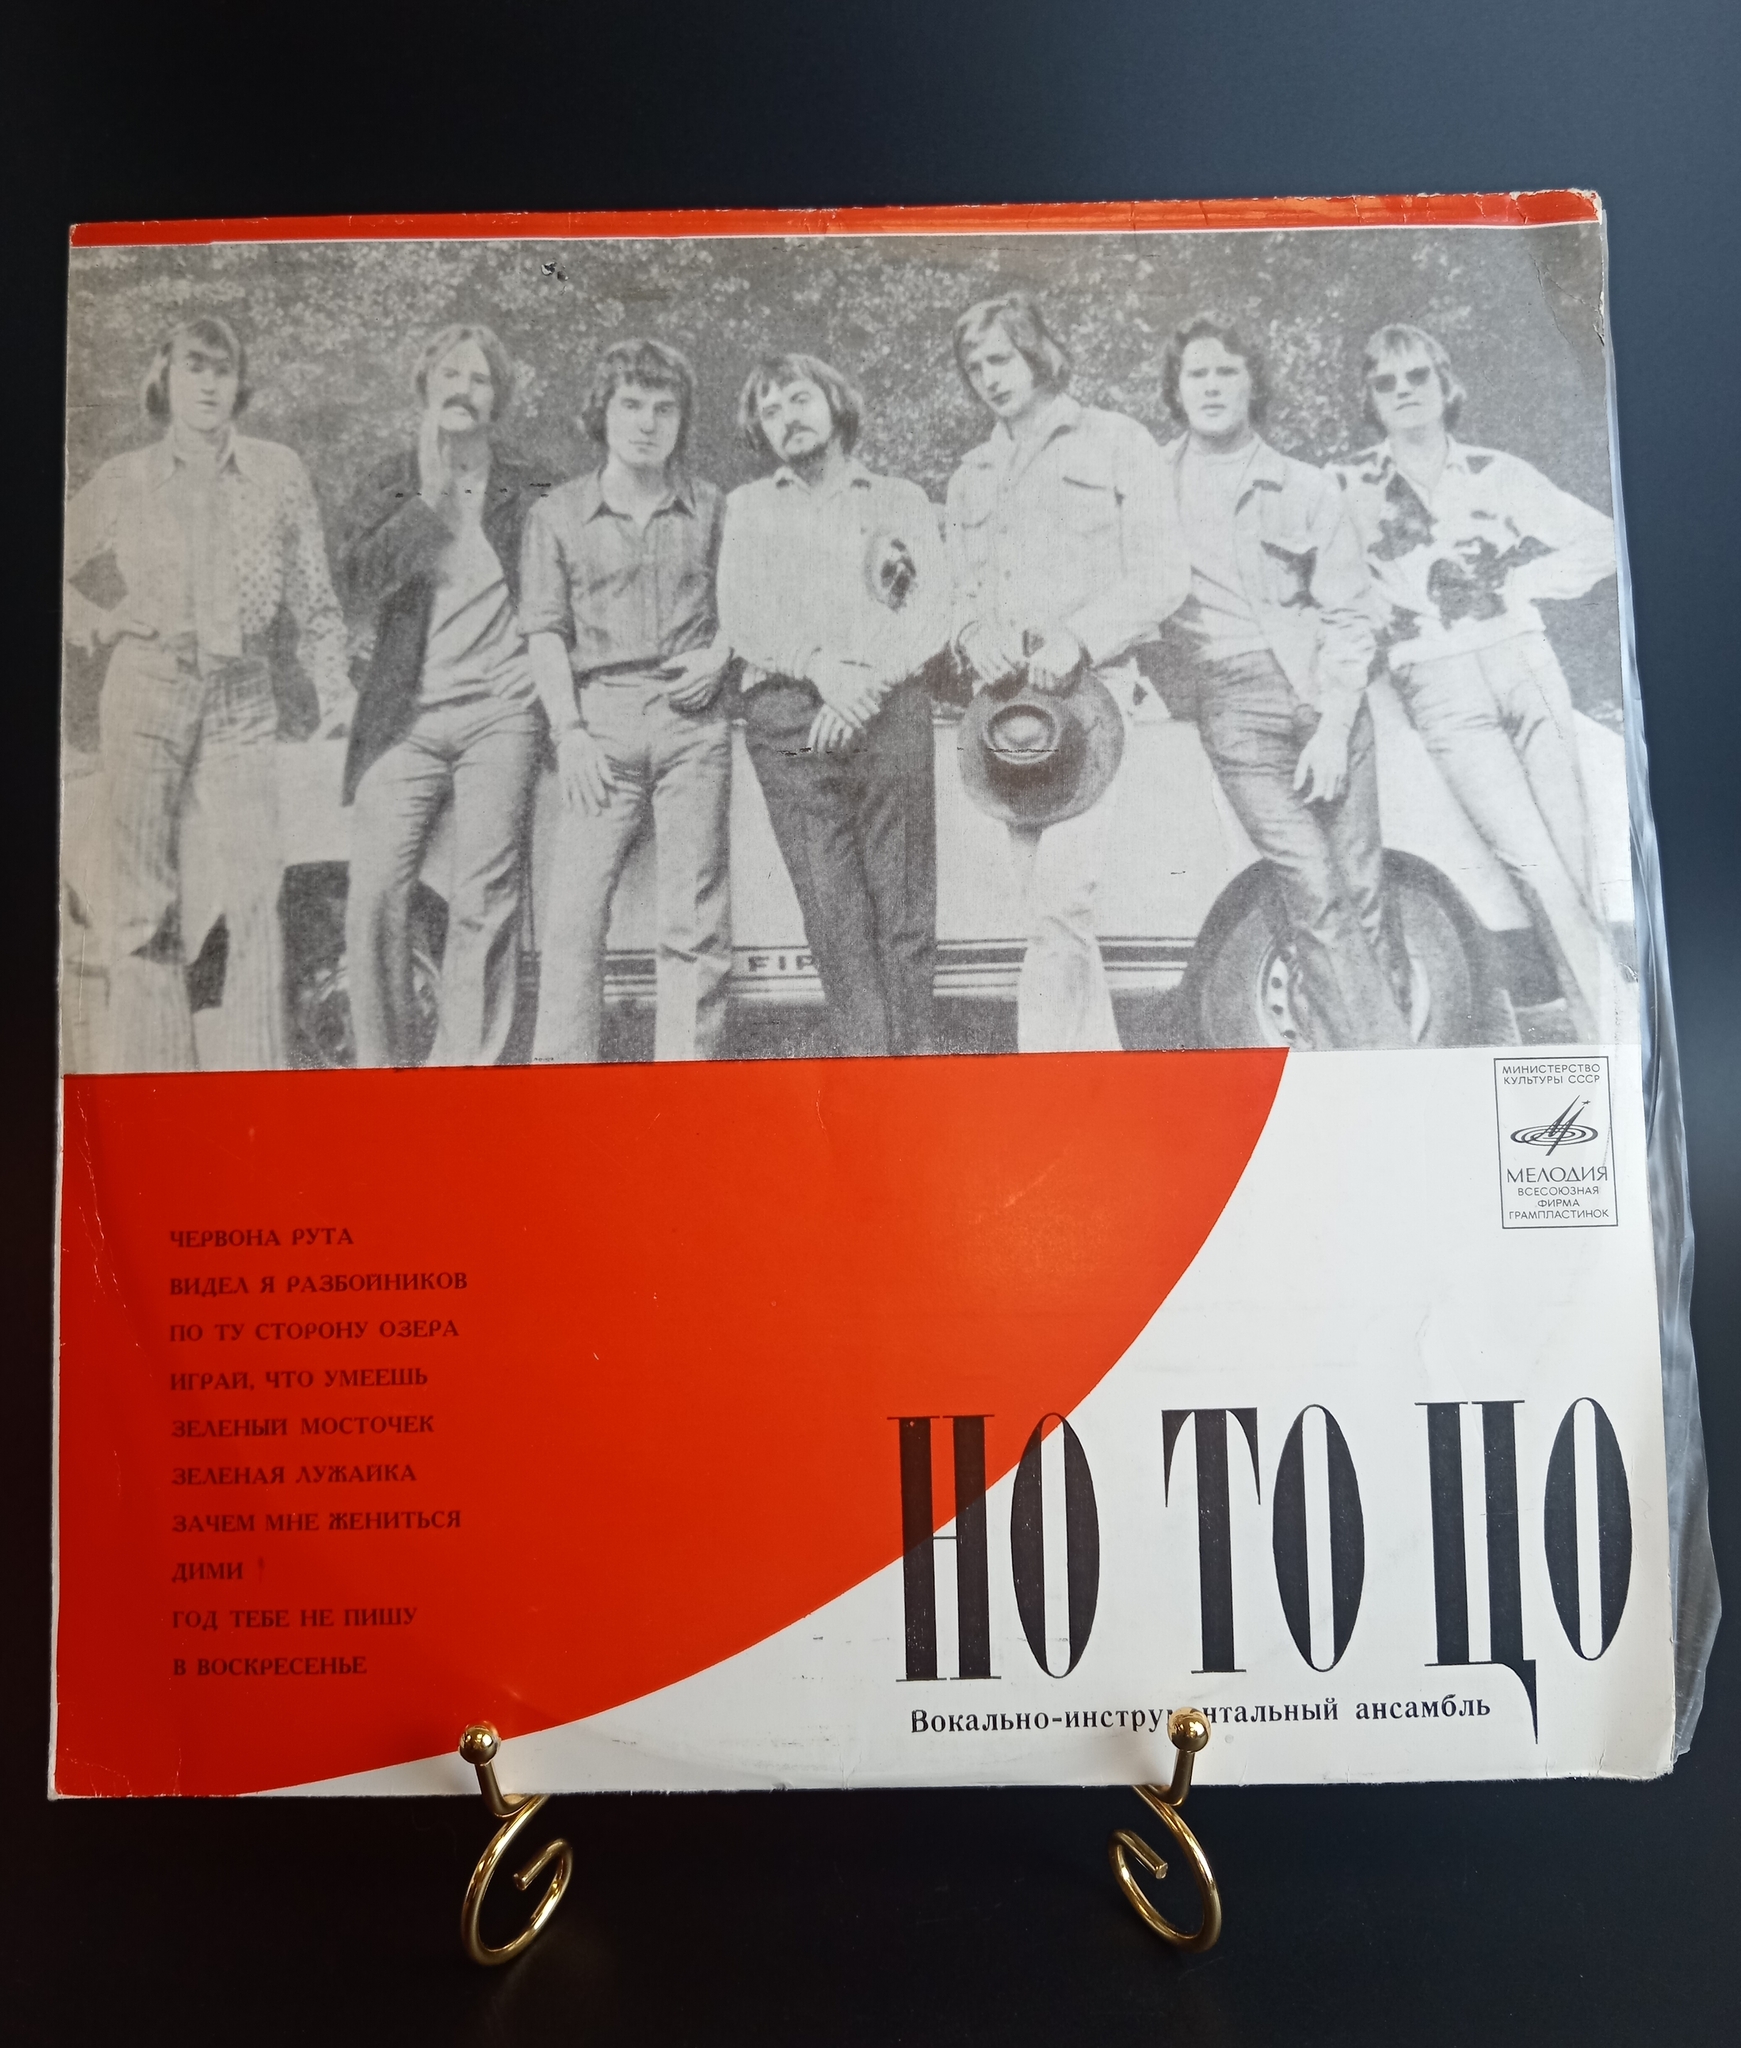 FIR
МИНИСТЕРСТВО
КУЛЬТУРЫ СССР
МЕЛОДИЯ
ВСЕСОЮЗНАЯ
ФИРМА
ГРАМПЛАСТИНОК
ЧЕРВОНА РУТА
ВИДЕЛ Я РАЗБОЙНИКОВ
ПО ТУ СТОРОНУ ОЗЕРА
ИГРАЙ, ЧТО УМЕЕШЬ
ЗЕЛЕНЫЙ МОСТОЧЕК
ЗЕЛЕНАЯ ЛУЖАЙКА
ЗАЧЕМ МНЕ ЖЕНИТЬСЯ
ДИМИ
ГОД ТЕБЕ НЕ ПИШУ
В ВОСКРЕСЕНЬЕ
НО ТО ЦО
Вокально-инструментальный ансамбль